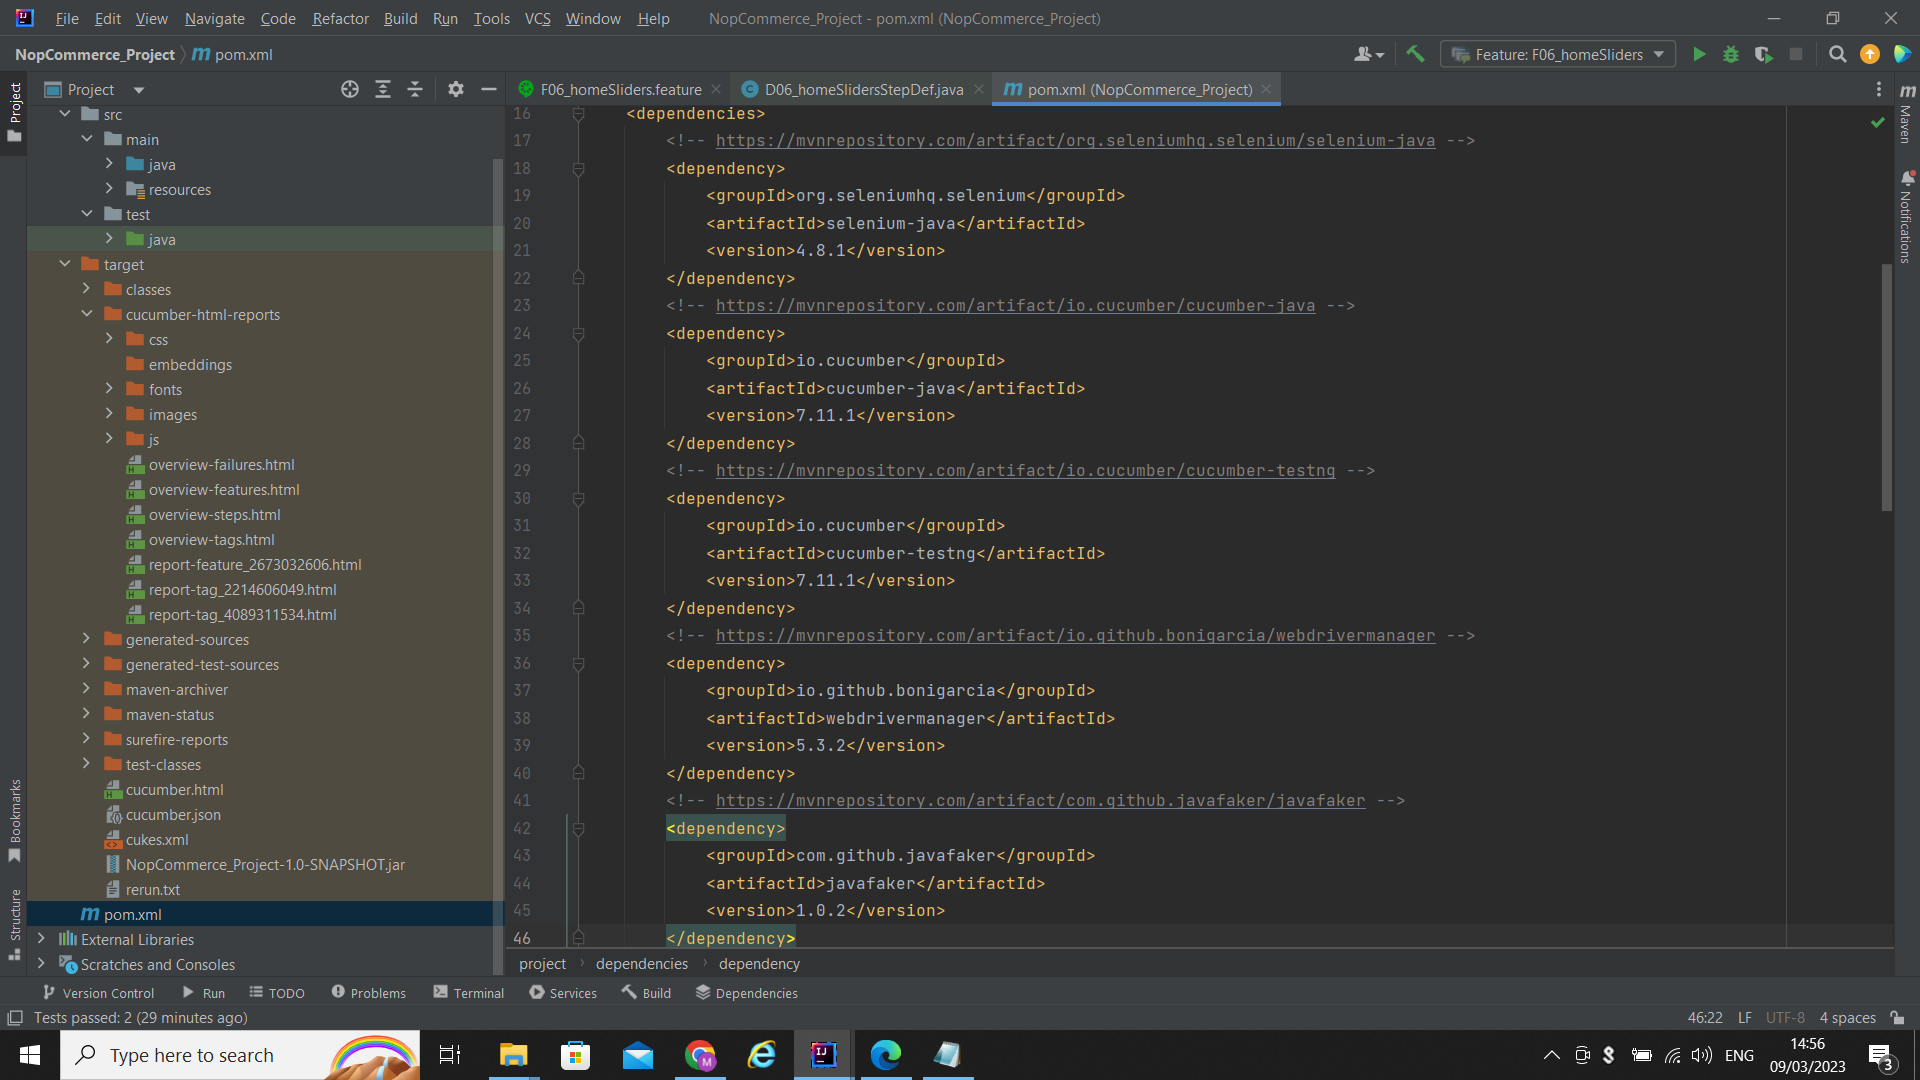 File Edit View Navigate Code Refactor Build Run Tools VCS Window Help NopCommerce_Project - pom.xml (NopCommerce_Project)
NopCommerce_Project pom.xml Feature: F06_homeSliders
Project
Project
Bookmarks
Structure
src
main
java
resources
test
java
target
classes
cucumber-html-reports
css
embeddings
fonts
images
js
overview-failures.html
overview-features.html
overview-steps.html
overview-tags.html
report-feature_2673032606.html
report-tag_2214606049.html
report-tag_4089311534.html
generated-sources
generated-test-sources
maven-archiver
maven-status
surefire-reports
test-classes
cucumber.html
cucumber.json
cukes.xml
NopCommerce_Project-1.0-SNAPSHOT.jar
rerun.txt
pom.xml
External Libraries
Scratches and Consoles
F06_homeSliders.feature D06_homeSlidersStepDef.java pom.xml (NopCommerce_Project)
16 <dependencies>
17 <!-- https://mvnrepository.com/artifact/org.seleniumhq.selenium/selenium-java -->
18 <dependency>
19 <groupId>org.seleniumhq.selenium</groupId>
20 <artifactId>selenium-java</artifactId>
21 <version>4.8.1</version>
22 </dependency>
23 <!-- https://mvnrepository.com/artifact/io.cucumber/cucumber-java -->
24 <dependency>
25 <groupId>io.cucumber</groupId>
26 <artifactId>cucumber-java</artifactId>
27 <version>7.11.1</version>
28 </dependency>
29 <!-- https://mvnrepository.com/artifact/io.cucumber/cucumber-testng -->
30 <dependency>
31 <groupId>io.cucumber</groupId>
32 <artifactId>cucumber-testng</artifactId>
33 <version>7.11.1</version>
34 </dependency>
35 <!-- https://mvnrepository.com/artifact/io.github.bonigarcia/webdrivermanager -->
36 <dependency>
37 <groupId>io.github.bonigarcia</groupId>
38 <artifactId>webdrivermanager</artifactId>
39 <version>5.3.2</version>
40 </dependency>
41 <!-- https://mvnrepository.com/artifact/com.github.javafaker/javafaker -->
42 <dependency>
43 <groupId>com.github.javafaker</groupId>
44 <artifactId>javafaker</artifactId>
45 <version>1.0.2</version>
46 </dependency>
project dependencies dependency
Maven
Notifications
Version Control Run TODO Problems Terminal Services Build Dependencies
Tests passed: 2 (29 minutes ago) 46:22 LF UTF-8 4 spaces
Type here to search
ENG
14:56
09/03/2023
3